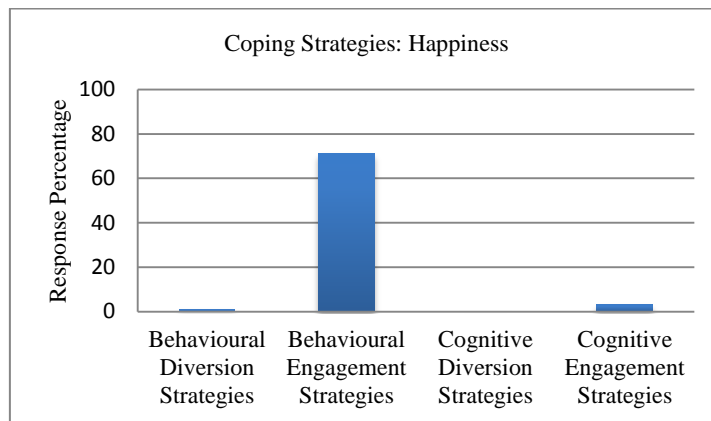 Coping Strategies: Happiness
Response Percentage
100
80
60
40
20
0
Behavioural
Diversion
Strategies
Behavioural
Engagement
Strategies
Cognitive
Diversion
Strategies
Cognitive
Engagement
Strategies